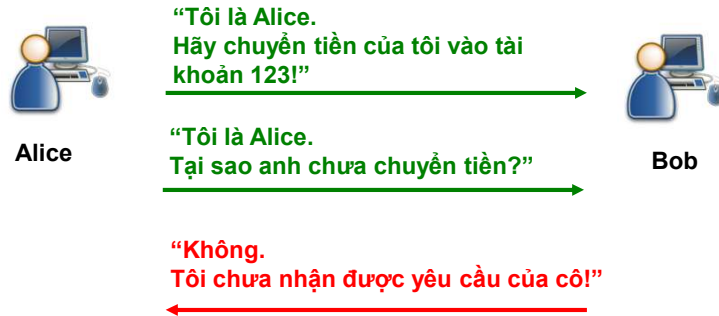 “Tôi là Alice.
Hãy chuyển tiền của tôi vào tài
khoản 123!”
Alice
“Tôi là Alice.
Tại sao anh chưa chuyển tiền?”
Bob
“Không.
Tôi chưa nhận được yêu cầu của cô!”